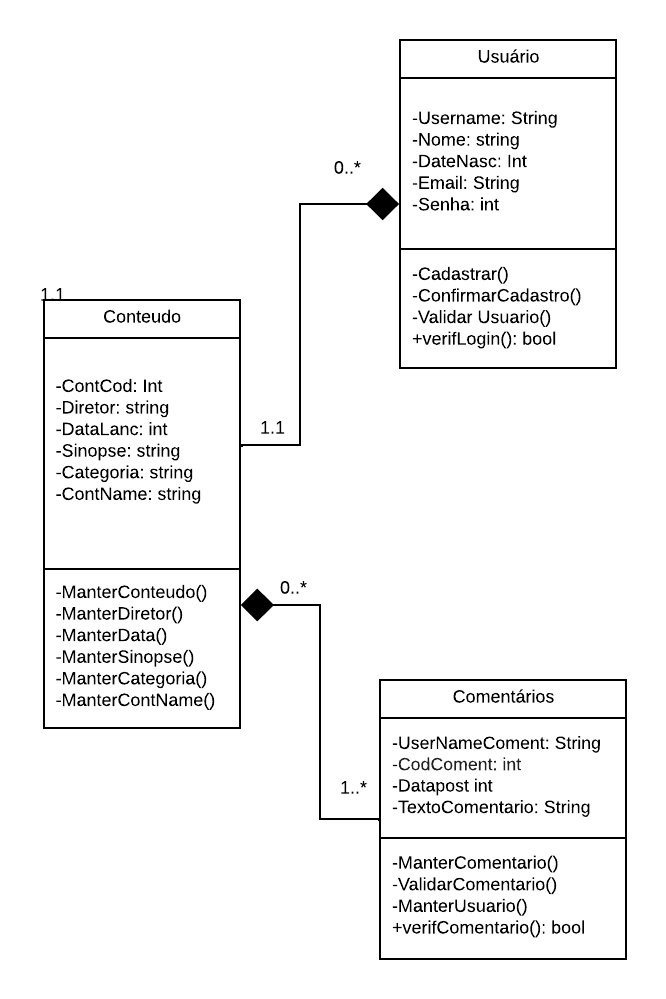 Usuário
-Username: String
-Nome: string
-DateNasc: Int
-Email: String
-Senha: int
-Cadastrar()
-ConfirmarCadastro()
-Validar Usuario()
+verifLogin(): bool
0..*
1.1
1.1
Conteudo
-ContCod: Int
-Diretor: string
-DataLanc: int
-Sinopse: string
-Categoria: string
-ContName: string
-ManterConteudo()
-ManterDiretor()
-ManterData()
-ManterSinopse()
-ManterCategoria()
-ManterContName()
0..*
1..*
Comentários
-UserNameComent: String
-CodComent: int
-Datapost int
-TextoComentario: String
-ManterComentario()
-ValidarComentario()
-ManterUsuario()
+verifComentario(): bool